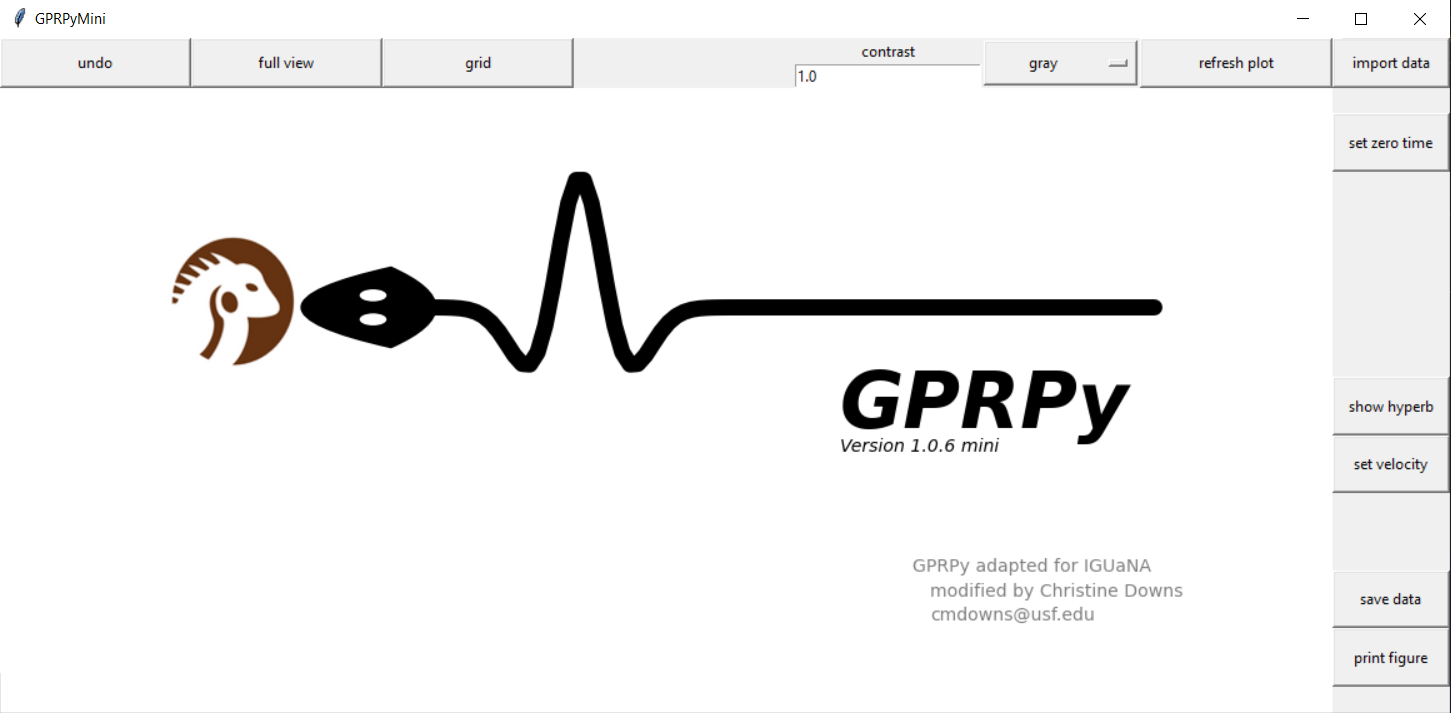 GPRPyMini
undo
full view
grid
contrast
1.0
gray
refresh plot
import data
set zero time
show hyperb
set velocity
save data
print figure
GPRPy
Version 1.0.6 mini
GPRPy adapted for IGUaNA
modified by Christine Downs
cmdowns@usf.edu